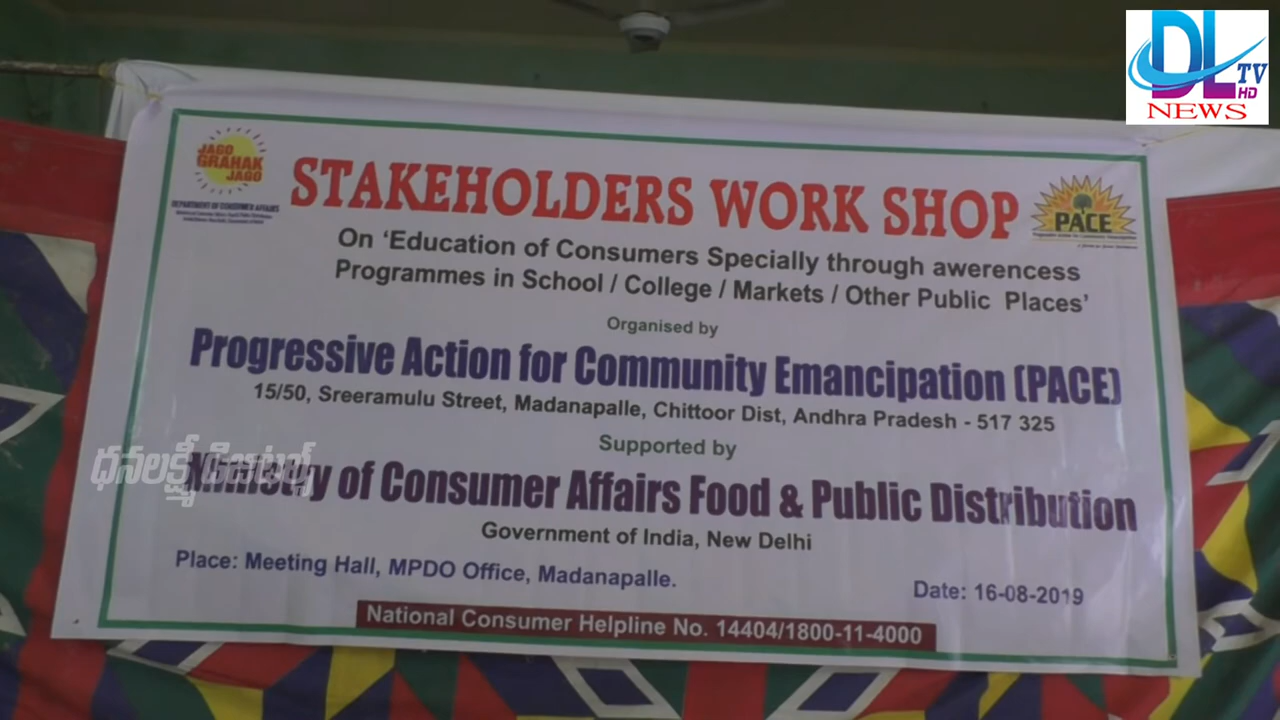 DL
TV
HD
NEWS
JAGO
GRAHAK
JAGO
DEPARTMENT OF CONSUMER AFFAIRS
STAKEHOLDERS WORK SHOP
PACE
On ‘Education of Consumers Specially through awerencess
Programmes in School / College / Markets / Other Public Places’
Organised by
Progressive Action for Community Emancipation (PACE)
15/50, Sreeramulu Street, Madanapalle, Chittoor Dist, Andhra Pradesh - 517 325
Supported by
ధనలక్ష్మీ డిజిటల్స్
Ministry of Consumer Affairs Food & Public Distribution
Government of India, New Delhi
Place: Meeting Hall, MPDO Office, Madanapalle.
Date: 16-08-2019
National Consumer Helpline No. 14404/1800-11-4000